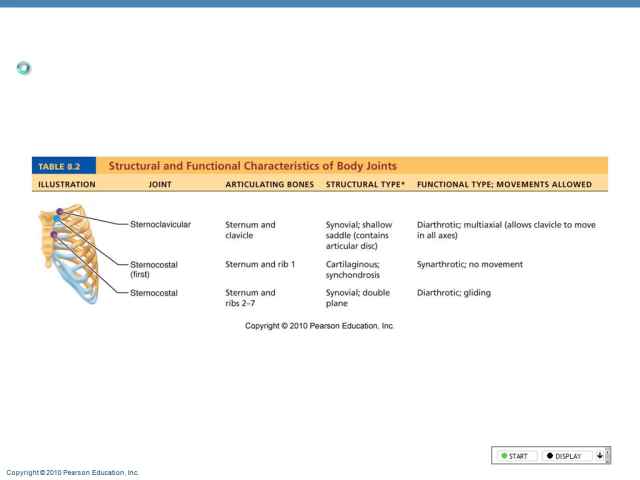 TABLE 8.2 Structural and Functional Characteristics of Body Joints
ILLUSTRATION JOINT ARTICULATING BONES STRUCTURAL TYPE* FUNCTIONAL TYPE; MOVEMENTS ALLOWED
Sternoclavicular Sternum and Synovial; shallow Diarthrotic; multiaxial (allows clavicle to move
clavicle saddle (contains in all axes)
articular disc)
Sternocostal Sternum and rib 1 Cartilaginous; Synarthrotic; no movement
(first) synchondrosis
Sternocostal Sternum and Synovial; double Diarthrotic; gliding
ribs 2–7 plane
Copyright © 2010 Pearson Education, Inc.
START DISPLAY
Copyright © 2010 Pearson Education, Inc.